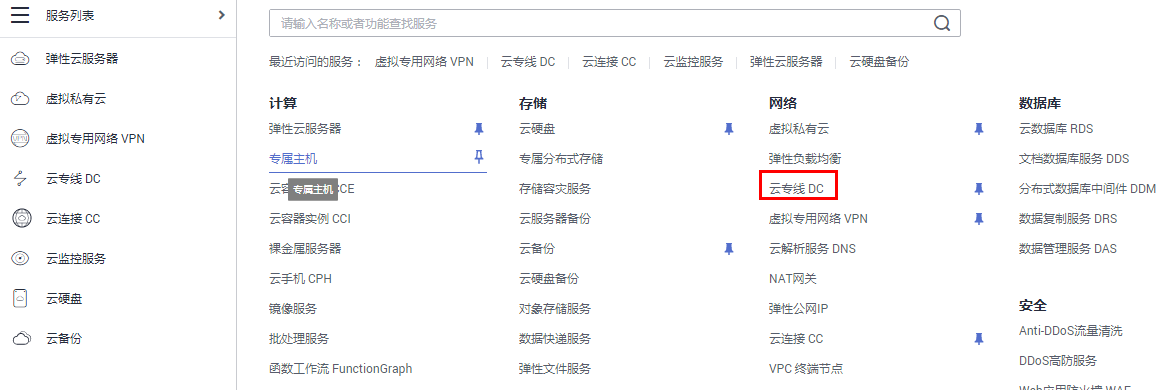 服务列表
弹性云服务器
虚拟私有云
VPN
虚拟专用网络 VPN
云专线 DC
云连接 CC
云监控服务
云硬盘
云备份
请输入名称或者功能查找服务
最近访问的服务： 虚拟专用网络 VPN 云专线 DC 云连接 CC 云监控服务 弹性云服务器 云硬盘备份
计算
弹性云服务器
专属主机
专属主机
云容 CCE
云容器实例 CCI
裸金属服务器
云手机 CPH
镜像服务
批处理服务
函数工作流 FunctionGraph
存储
云硬盘
专属分布式存储
存储容灾服务
云服务器备份
云备份
云硬盘备份
对象存储服务
数据快递服务
弹性文件服务
网络
虚拟私有云
弹性负载均衡
云专线 DC
虚拟专用网络 VPN
云解析服务 DNS
NAT网关
弹性公网IP
云连接 CC
VPC 终端节点
数据库
云数据库 RDS
文档数据库服务 DDS
分布式数据库中间件 DDM
数据复制服务 DRS
数据管理服务 DAS
安全
Anti-DDoS流量清洗
DDoS高防服务
Web应用防火墙 WAF